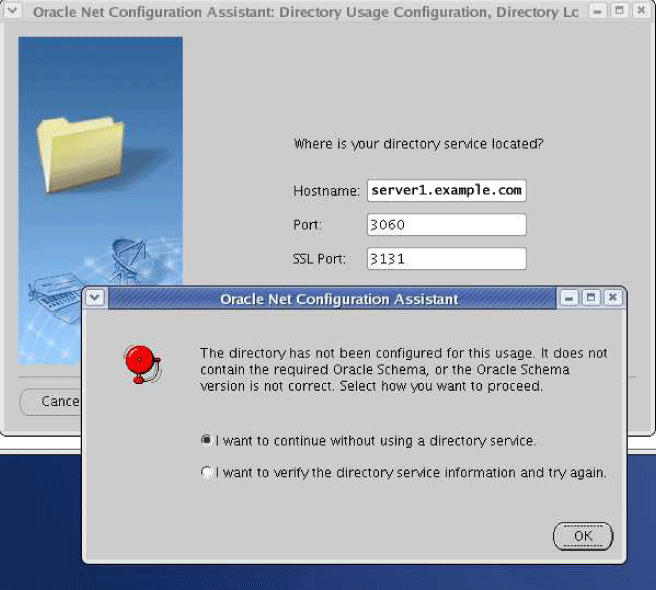 Oracle Net Configuration Assistant: Directory Usage Configuration, Directory Lc
Where is your directory service located?
Hostname: server1.example.com
Port: 3060
SSL Port: 3131
Oracle Net Configuration Assistant
The directory has not been configured for this usage. It does not
contain the required Oracle Schema, or the Oracle Schema
version is not correct. Select how you want to proceed.
Cance
I want to continue without using a directory service.
I want to verify the directory service information and try again.
OK